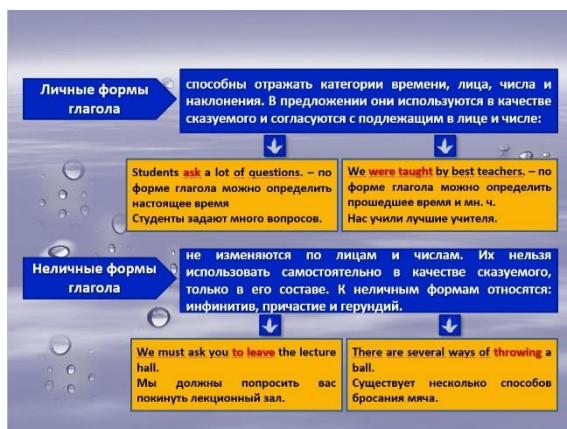 Личные формы
глагола
способны отражать категории времени, лица, числа и
наклонения. В предложении они используются в качестве
сказуемого и согласуются с подлежащим в лице и числе:
Students ask a lot of questions. – по
форме глагола можно определить
настоящее время
Студенты задают много вопросов.
We were taught by best teachers. – по
форме глагола можно определить
прошедшее время и мн. ч.
Нас учили лучшие учителя.
Неличные формы
глагола
не изменяются по лицам и числам. Их нельзя
использовать самостоятельно в качестве сказуемого,
только в его составе. К неличным формам относятся:
инфинитив, причастие и герундий.
We must ask you to leave the lecture
hall.
Мы должны попросить вас
покинуть лекционный зал.
There are several ways of throwing a
ball.
Существует несколько способов
бросания мяча.